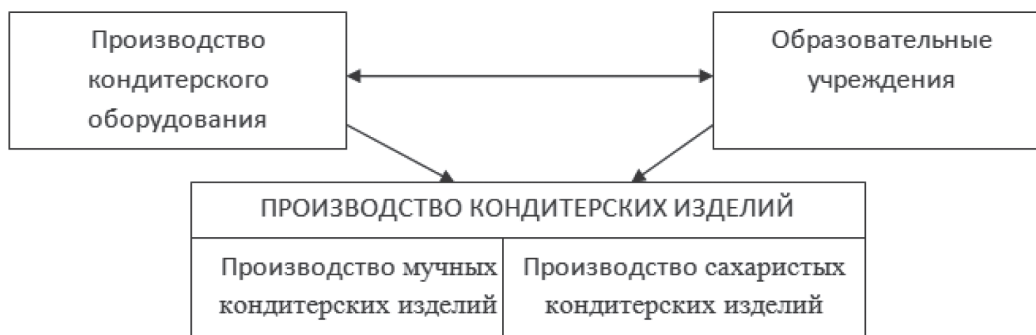 Производство
кондитерского
оборудования
Образовательные
учреждения
ПРОИЗВОДСТВО КОНДИТЕРСКИХ ИЗДЕЛИЙ
Производство мучных
кондитерских изделий
Производство сахаристых
кондитерских изделий